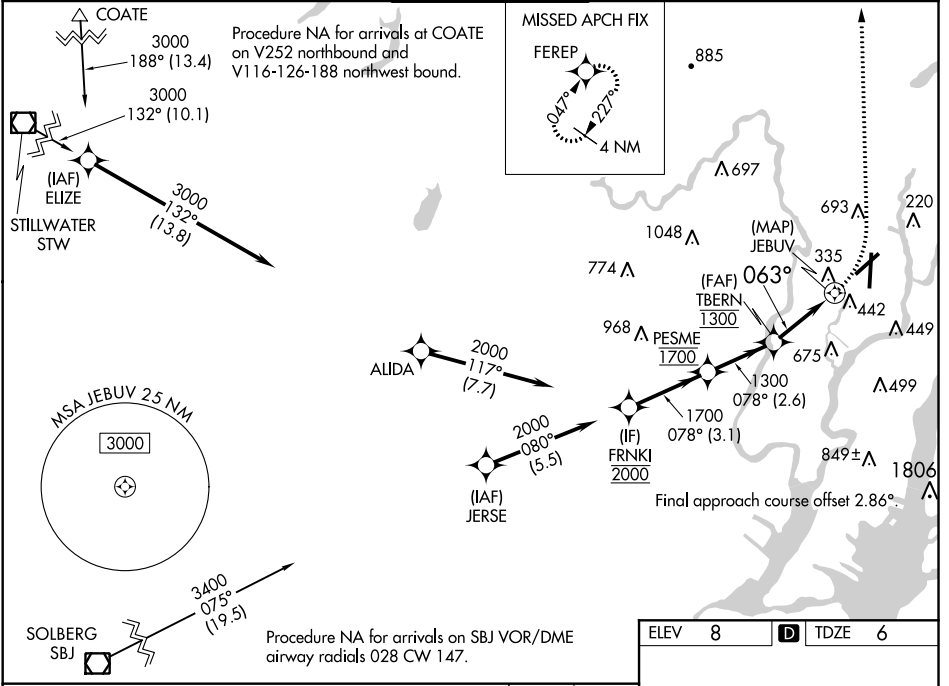 COATE
3000
188° (13.4)
3000
132° (10.1)
Procedure NA for arrivals at COATE
on V252 northbound and
V116-126-188 northwest bound.
MISSED APCH FIX
FEREP
047°
227°
4 NM
885
(IAF)
ELIZE
STILLWATER
STW
3000
132°
(13.8)
697
693
220
1048
774
(MAP)
JEBUV
335
063°
(FAF)
TBERN
1300
442
449
968
PESME
1700
675
ALIDA
2000
117°
(7.7)
1300
078° (2.6)
499
MSA JEBUV 25 NM
3000
1700
078° (3.1)
2000
080°
(5.5)
(IF)
FRNKI
2000
849±
1806
(IAF)
JERSE
Final approach course offset 2.86°.
3400
075°
(19.5)
SOLBERG
SBJ
Procedure NA for arrivals on SBJ VOR/DME
airway radials 028 CW 147.
ELEV 8 D TDZE 6